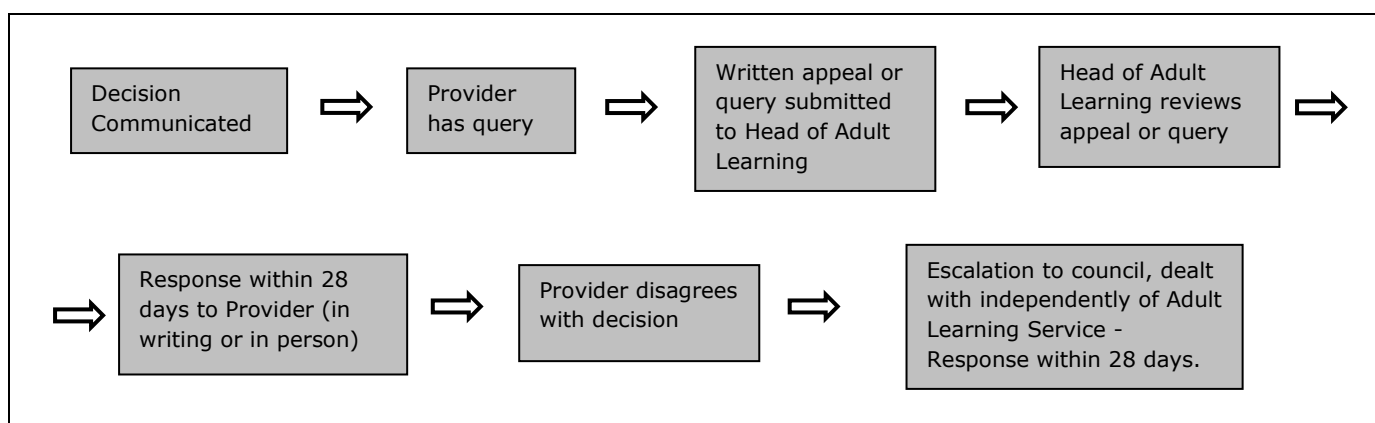 Decision
Communicated
Provider
has query
Written appeal or
query submitted
to Head of Adult
Learning
Head of Adult
Learning reviews
appeal or query
Response within 28
days to Provider (in
writing or in person)
Provider disagrees
with decision
Escalation to council, dealt
with independently of Adult
Learning Service -
Response within 28 days.